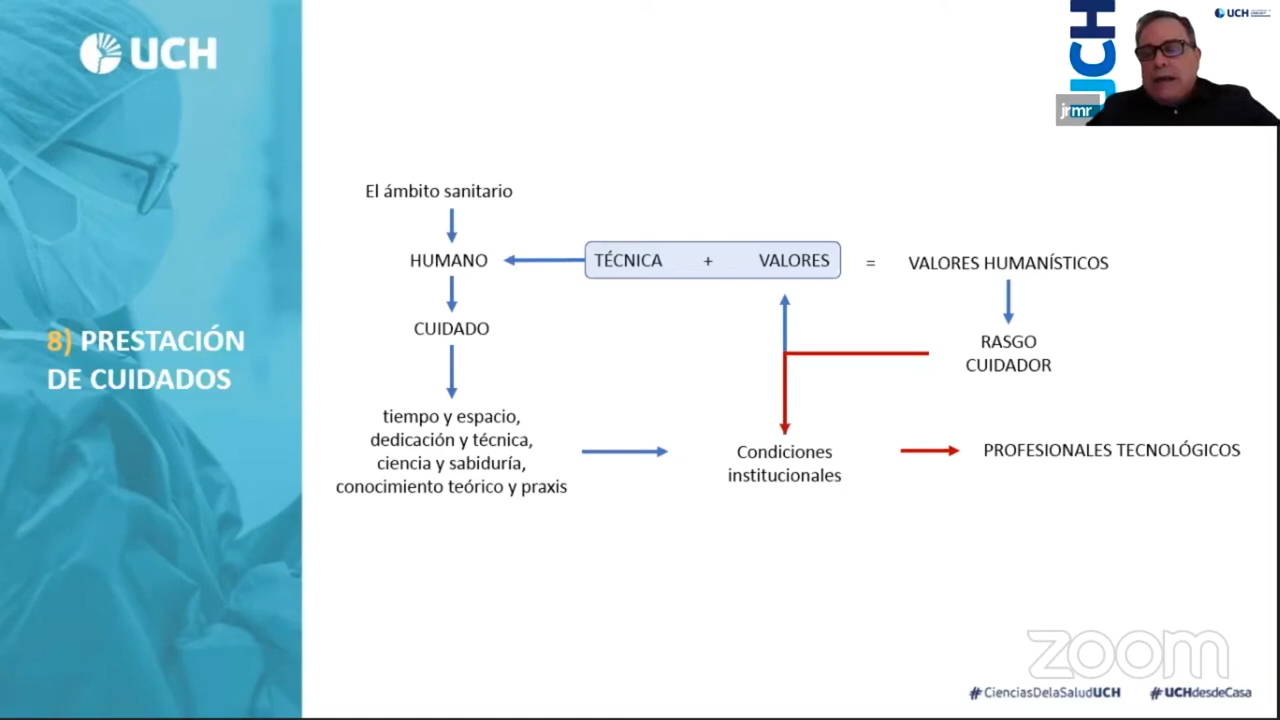 UCH
UCH
UCH
jrmr
El ámbito sanitario
HUMANO
TÉCNICA + VALORES = VALORES HUMANÍSTICOS
CUIDADO
RASGO
CUIDADOR
8) PRESTACIÓN
DE CUIDADOS
tiempo y espacio,
dedicación y técnica,
ciencia y sabiduría,
conocimiento teórico y praxis
Condiciones
institucionales
PROFESIONALES TECNOLÓGICOS
zoom
#CienciasDelaSaludUCH #UCHdesdeCasa